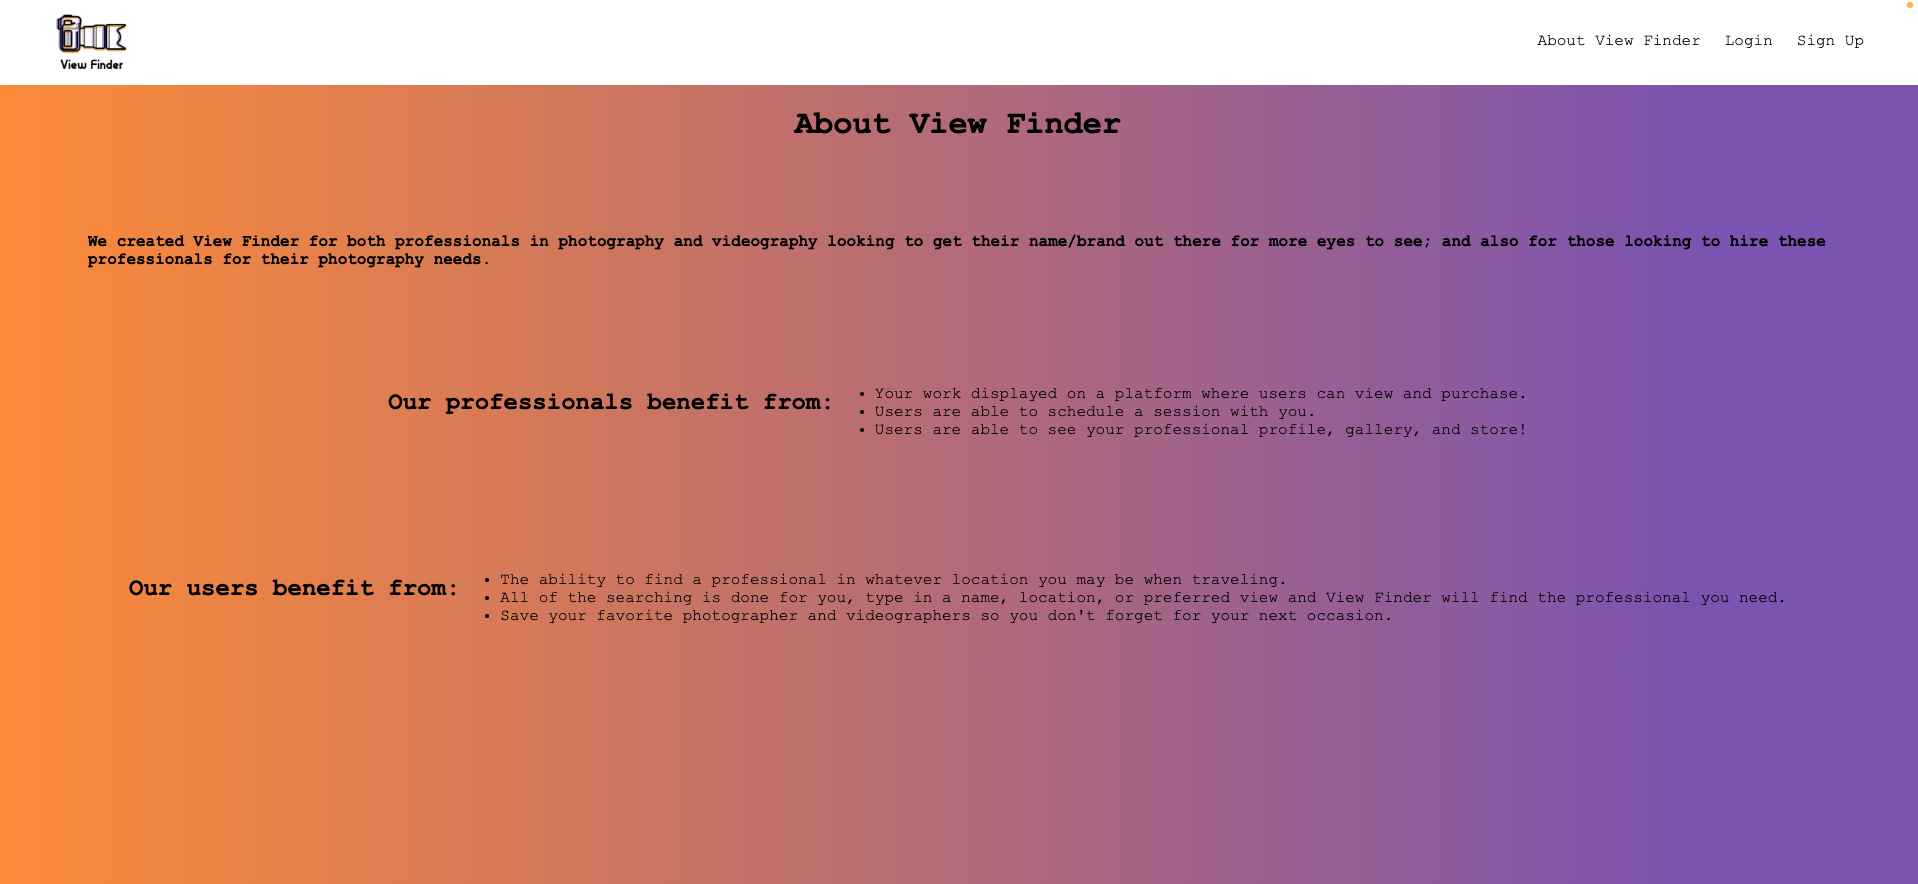 View Finder
About View Finder Login Sign Up
About View Finder
We created View Finder for both professionals in photography and videography looking to get their name/brand out there for more eyes to see; and also for those looking to hire these
professionals for their photography needs.
Our professionals benefit from:
• Your work displayed on a platform where users can view and purchase.
• Users are able to schedule a session with you.
• Users are able to see your professional profile, gallery, and store!
Our users benefit from:
• The ability to find a professional in whatever location you may be when traveling.
• All of the searching is done for you, type in a name, location, or preferred view and View Finder will find the professional you need.
• Save your favorite photographer and videographers so you don't forget for your next occasion.